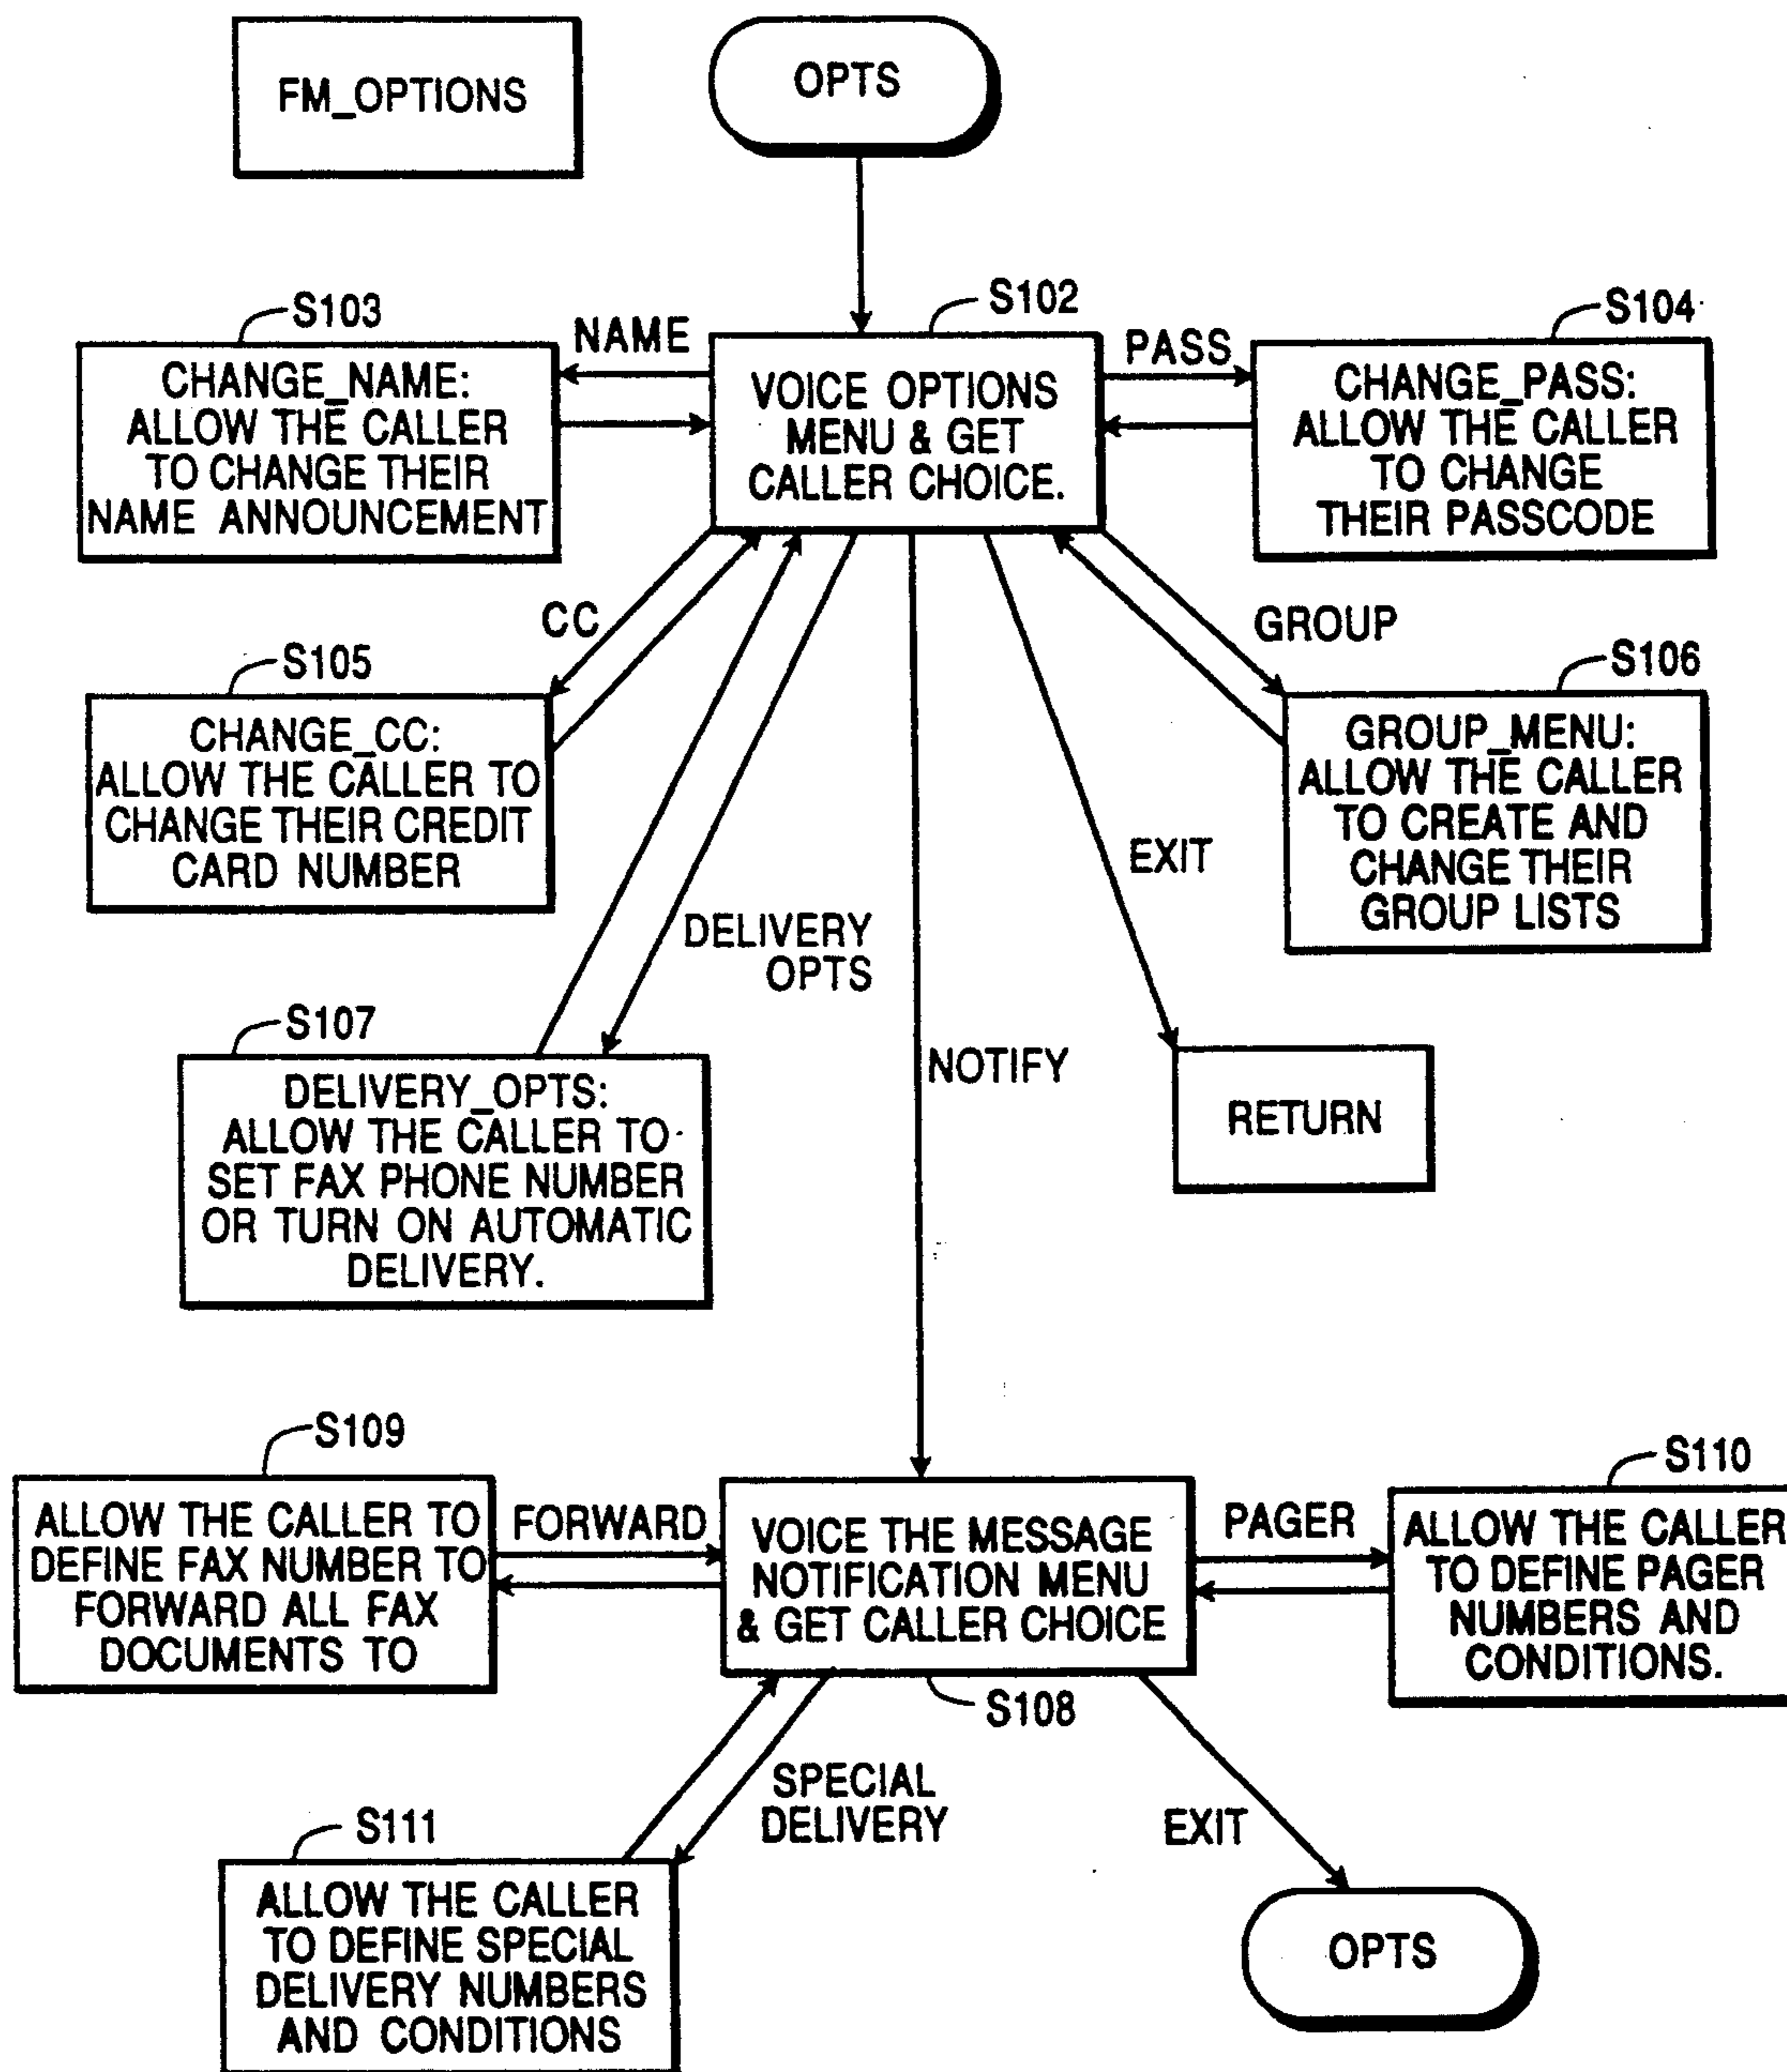 FM_OPTIONS
OPTS
S103
NAME
S102
PASS
S104
CHANGE_NAME:
ALLOW THE CALLER
TO CHANGE THEIR
NAME ANNOUNCEMENT
VOICE OPTIONS
MENU & GET
CALLER CHOICE.
CHANGE_PASS:
ALLOW THE CALLER
TO CHANGE
THEIR PASSCODE
CC
GROUP
S105
S106
CHANGE_CC:
ALLOW THE CALLER TO
CHANGE THEIR CREDIT
CARD NUMBER
GROUP_MENU:
ALLOW THE CALLER
TO CREATE AND
CHANGE THEIR
GROUP LISTS
EXIT
DELIVERY
OPTS
S107
NOTIFY
DELIVERY_OPTS:
ALLOW THE CALLER TO
SET FAX PHONE NUMBER
OR TURN ON AUTOMATIC
DELIVERY.
RETURN
S109
S110
ALLOW THE CALLER TO
DEFINE FAX NUMBER TO
FORWARD ALL FAX
DOCUMENTS TO
FORWARD
VOICE THE MESSAGE
NOTIFICATION MENU
& GET CALLER CHOICE
PAGER
ALLOW THE CALLER
TO DEFINE PAGER
NUMBERS AND
CONDITIONS.
S108
SPECIAL
DELIVERY
EXIT
S111
ALLOW THE CALLER
TO DEFINE SPECIAL
DELIVERY NUMBERS
AND CONDITIONS
OPTS